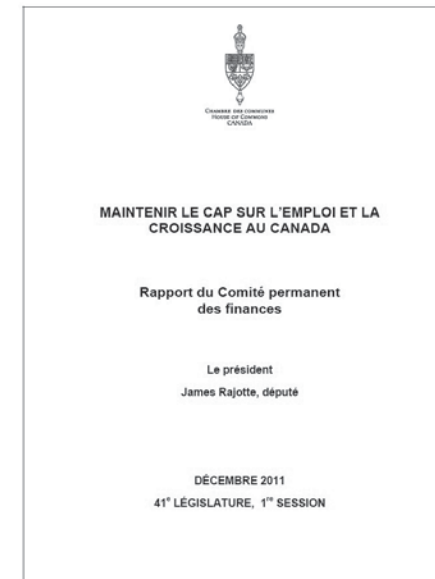 CHAMBRE DES COMMUNES
HOUSE OF COMMONS
CANADA
MAINTENIR LE CAP SUR L'EMPLOI ET LA
CROISSANCE AU CANADA
Rapport du Comité permanent
des finances
Le président
James Rajotte, député
DÉCEMBRE 2011
41e LÉGISLATURE, 1re SESSION